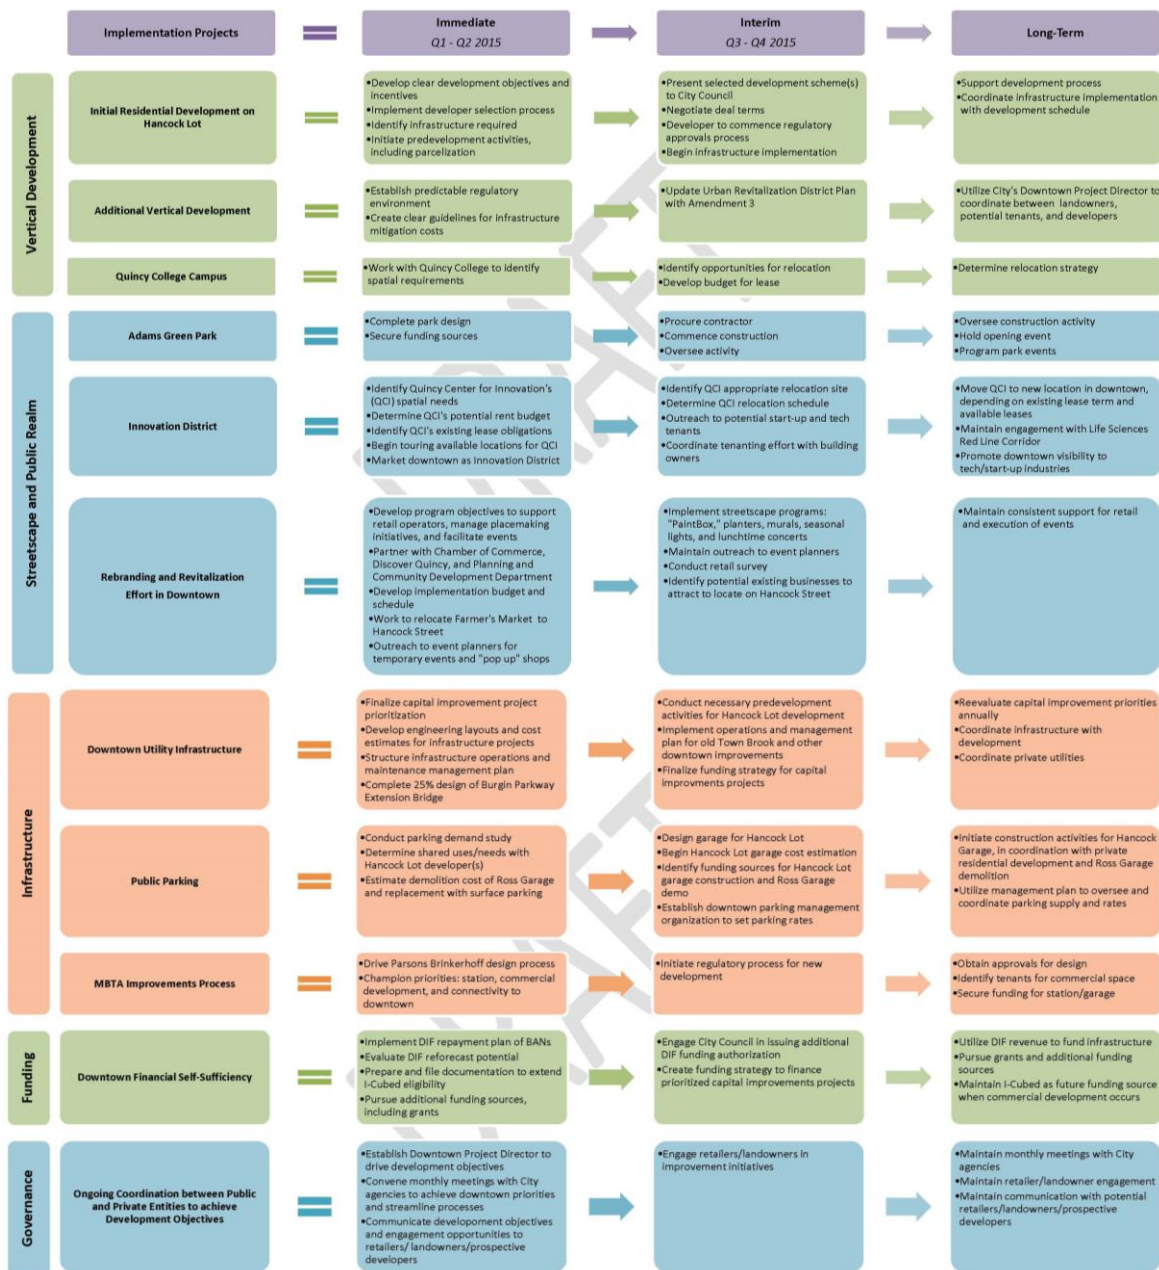 Implementation Projects
Immediate
Q1 - Q2 2015
Interim
Q3 - Q4 2015
Long-Term
Vertical Development
Initial Residential Development on
Hancock Lot
•Develop clear development objectives and
incentives
•Implement developer selection process
•Identify infrastructure required
•Initiate predevelopment activities,
including parcelization
•Present selected development scheme(s)
to City Council
•Negotiate deal terms
•Developer to commence regulatory
approvals process
•Begin infrastructure implementation
•Support development process
•Coordinate infrastructure implementation
with development schedule
Additional Vertical Development
•Establish predictable regulatory
environment
•Create clear guidelines for infrastructure
mitigation costs
•Update Urban Revitalization District Plan
with Amendment 3
•Utilize City's Downtown Project Director to
coordinate between landowners,
potential tenants, and developers
Quincy College Campus
•Work with Quincy College to identify
spatial requirements
•Identify opportunities for relocation
•Develop budget for lease
•Determine relocation strategy
Streetscape and Public Realm
Adams Green Park
•Complete park design
•Secure funding sources
•Procure contractor
•Commence construction
•Oversee activity
•Oversee construction activity
•Hold opening event
•Program park events
Innovation District
•Identify Quincy Center for Innovation's
(QCI) spatial needs
•Determine QCI's potential rent budget
•Identify QCI's existing lease obligations
•Begin touring available locations for QCI
•Market downtown as Innovation District
•Identify QCI appropriate relocation site
•Determine QCI relocation schedule
•Outreach to potential start-up and tech
tenants
•Coordinate tenanting effort with building
owners
•Move QCI to new location in downtown,
depending on existing lease term and
available leases
•Maintain engagement with Life Sciences
Red Line Corridor
•Promote downtown visibility to
tech/start-up industries
Rebranding and Revitalization
Effort in Downtown
•Develop program objectives to support
retail operators, manage placemaking
initiatives, and facilitate events
•Partner with Chamber of Commerce,
Discover Quincy, and Planning and
Community Development Department
•Develop implementation budget and
schedule
•Work to relocate Farmer's Market to
Hancock Street
•Outreach to event planners for
temporary events and "pop up" shops
•Implement streetscape programs:
"PaintBox," planters, murals, seasonal
lights, and lunchtime concerts
•Maintain outreach to event planners
•Conduct retail survey
•Identify potential existing businesses to
attract to locate on Hancock Street
•Maintain consistent support for retail
and execution of events
Infrastructure
Downtown Utility Infrastructure
•Finalize capital improvement project
prioritization
•Develop engineering layouts and cost
estimates for infrastructure projects
•Structure infrastructure operations and
maintenance management plan
•Complete 25% design of Burgin Parkway
Extension Bridge
•Conduct necessary predevelopment
activities for Hancock Lot development
•Implement operations and management
plan for old Town Brook and other
downtown improvements
•Finalize funding strategy for capital
improvments projects
•Reevaluate capital improvement priorities
annually
•Coordinate infrastructure with
development
•Coordinate private utilities
Public Parking
•Conduct parking demand study
•Determine shared uses/needs with
Hancock Lot developer(s)
•Estimate demolition cost of Ross Garage
and replacement with surface parking
•Design garage for Hancock Lot
•Begin Hancock Lot garage cost estimation
•Identify funding sources for Hancock Lot
garage construction and Ross Garage
demo
•Establish downtown parking management
organization to set parking rates
•Initiate construction activities for Hancock
Garage, in coordination with private
residential development and Ross Garage
demolition
•Utilize management plan to oversee and
coordinate parking supply and rates
MBTA Improvements Process
•Drive Parsons Brinkerhoff design process
•Champion priorities: station, commercial
development, and connectivity to
downtown
•Initiate regulatory process for new
development
•Obtain approvals for design
•Identify tenants for commercial space
•Secure funding for station/garage
Funding
Downtown Financial Self-Sufficiency
•Implement DIF repayment plan of BANs
•Evaluate DIF reforecast potential
•Prepare and file documentation to extend
I-Cubed eligibility
•Pursue additional funding sources,
including grants
•Engage City Council in issuing additional
DIF funding authorization
•Create funding strategy to finance
prioritized capital improvements projects
•Utilize DIF revenue to fund infrastructure
•Pursue grants and additional funding
sources
•Maintain I-Cubed as future funding source
when commercial development occurs
Governance
Ongoing Coordination between Public
and Private Entities to achieve
Development Objectives
•Establish Downtown Project Director to
drive development objectives
•Convene monthly meetings with City
agencies to achieve downtown priorities
and streamline processes
•Communicate developoment objectives
and engagement opportunities to
retailers/ landowners/prospective
developers
•Engage retailers/landowners in
improvement initiatives
•Maintain monthly meetings with City
agencies
•Maintain retailer/landowner engagement
•Maintain communication with potential
retailers/landowners/prospective
developers
DRAFT
DRAFT